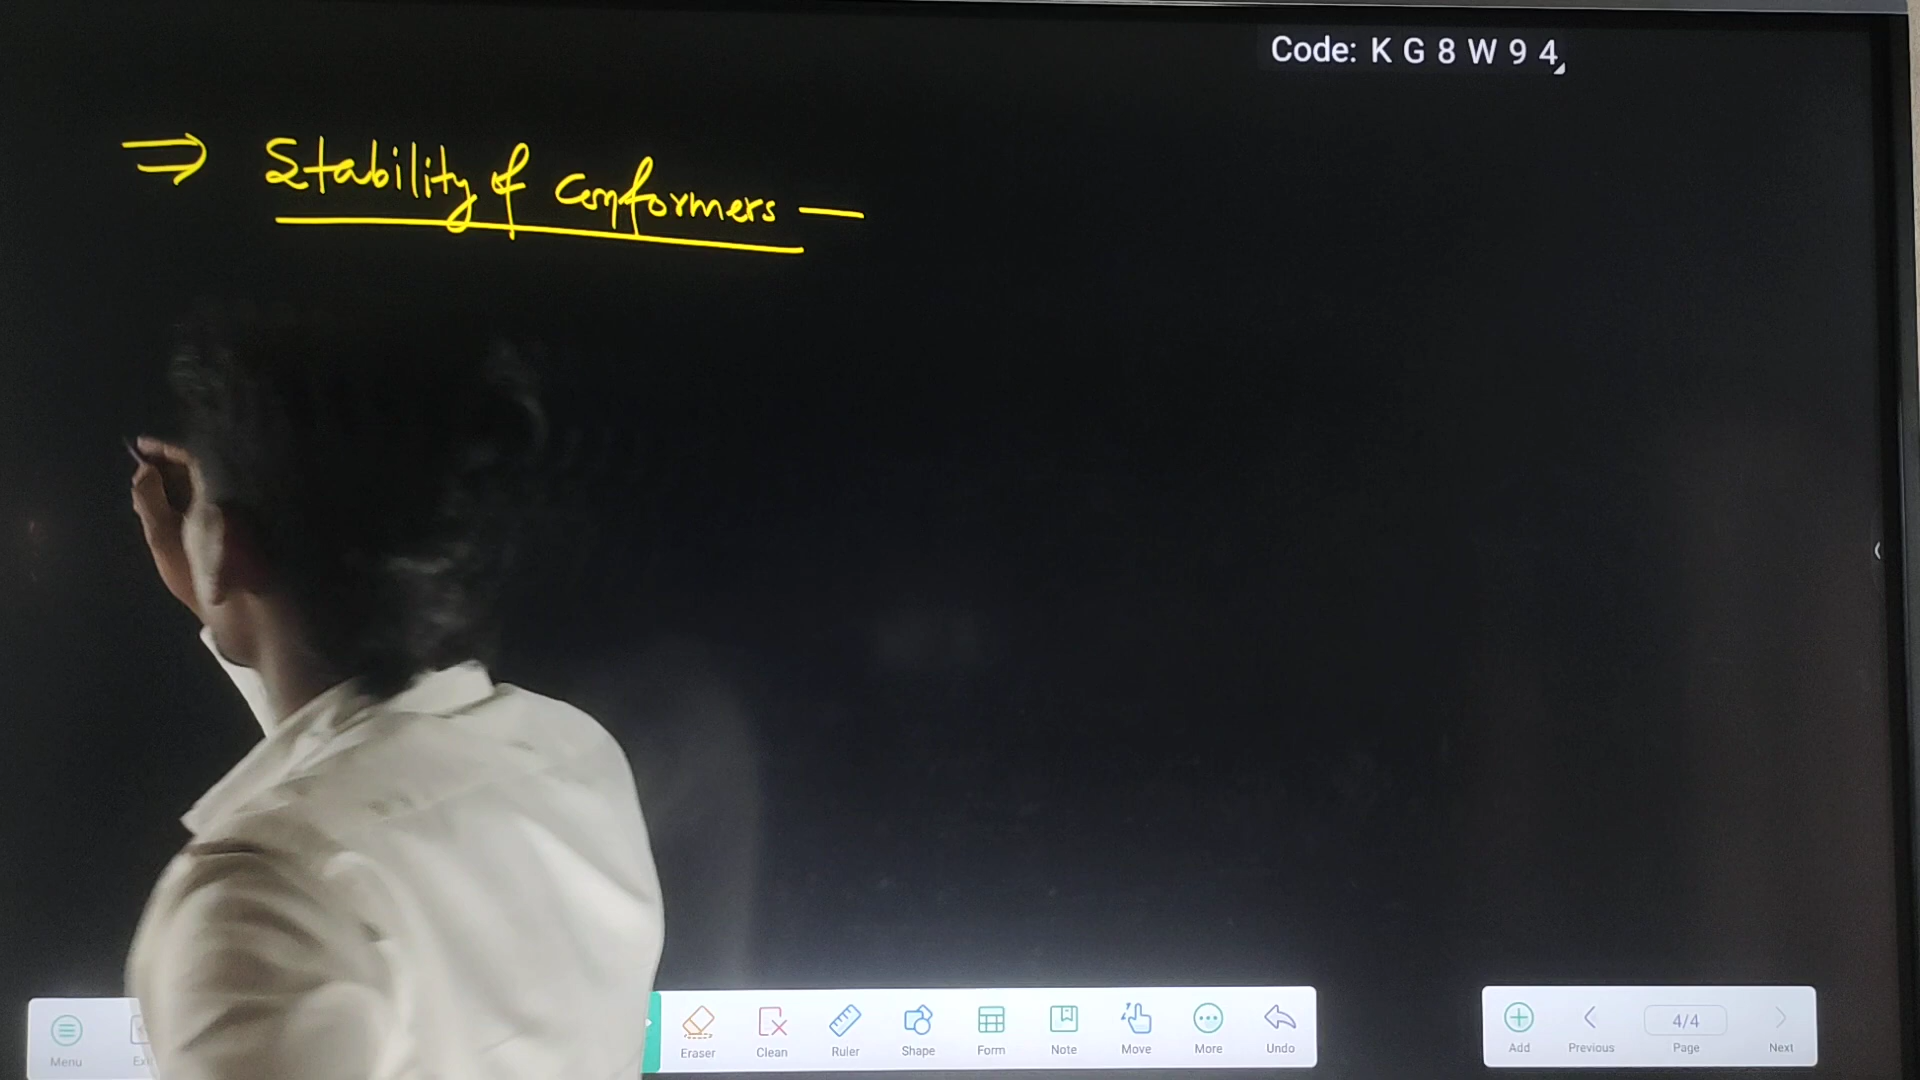 Code: K G 8 W 9 4
⇒ Stability of conformers —
Menu
Eraser Clean Ruler Shape Form Note Move More Undo
Add Previous 4/4 Page Next